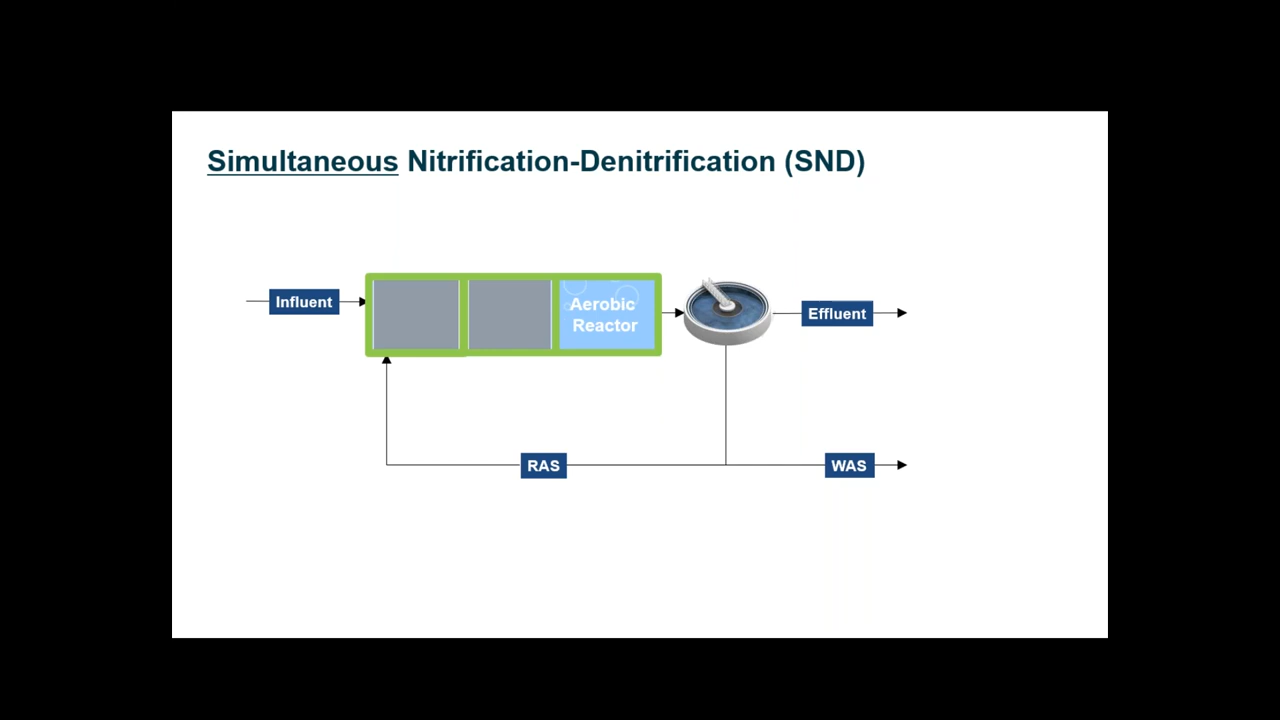 Simultaneous Nitrification-Denitrification (SND)
Influent
Aerobic
Reactor
Effluent
RAS
WAS